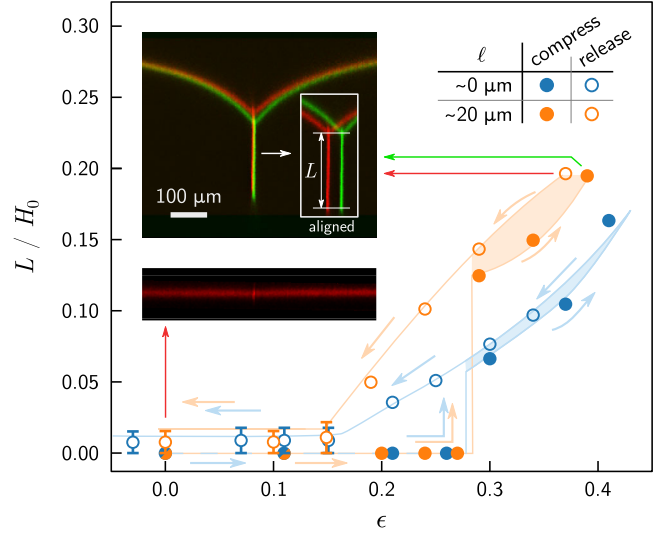 0.30
0.25
0.20
0.15
0.10
0.05
0.00
L / H₀
0.0
0.1
0.2
0.3
0.4
ϵ
100 μm
L
aligned
ℓ
compress
release
~0 μm
~20 μm